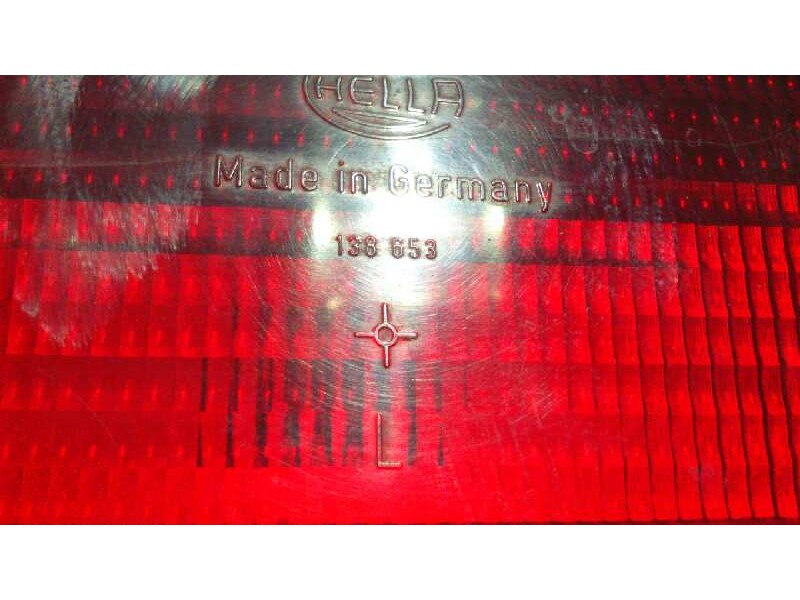 HELLA
Made in Germany
138 653
L